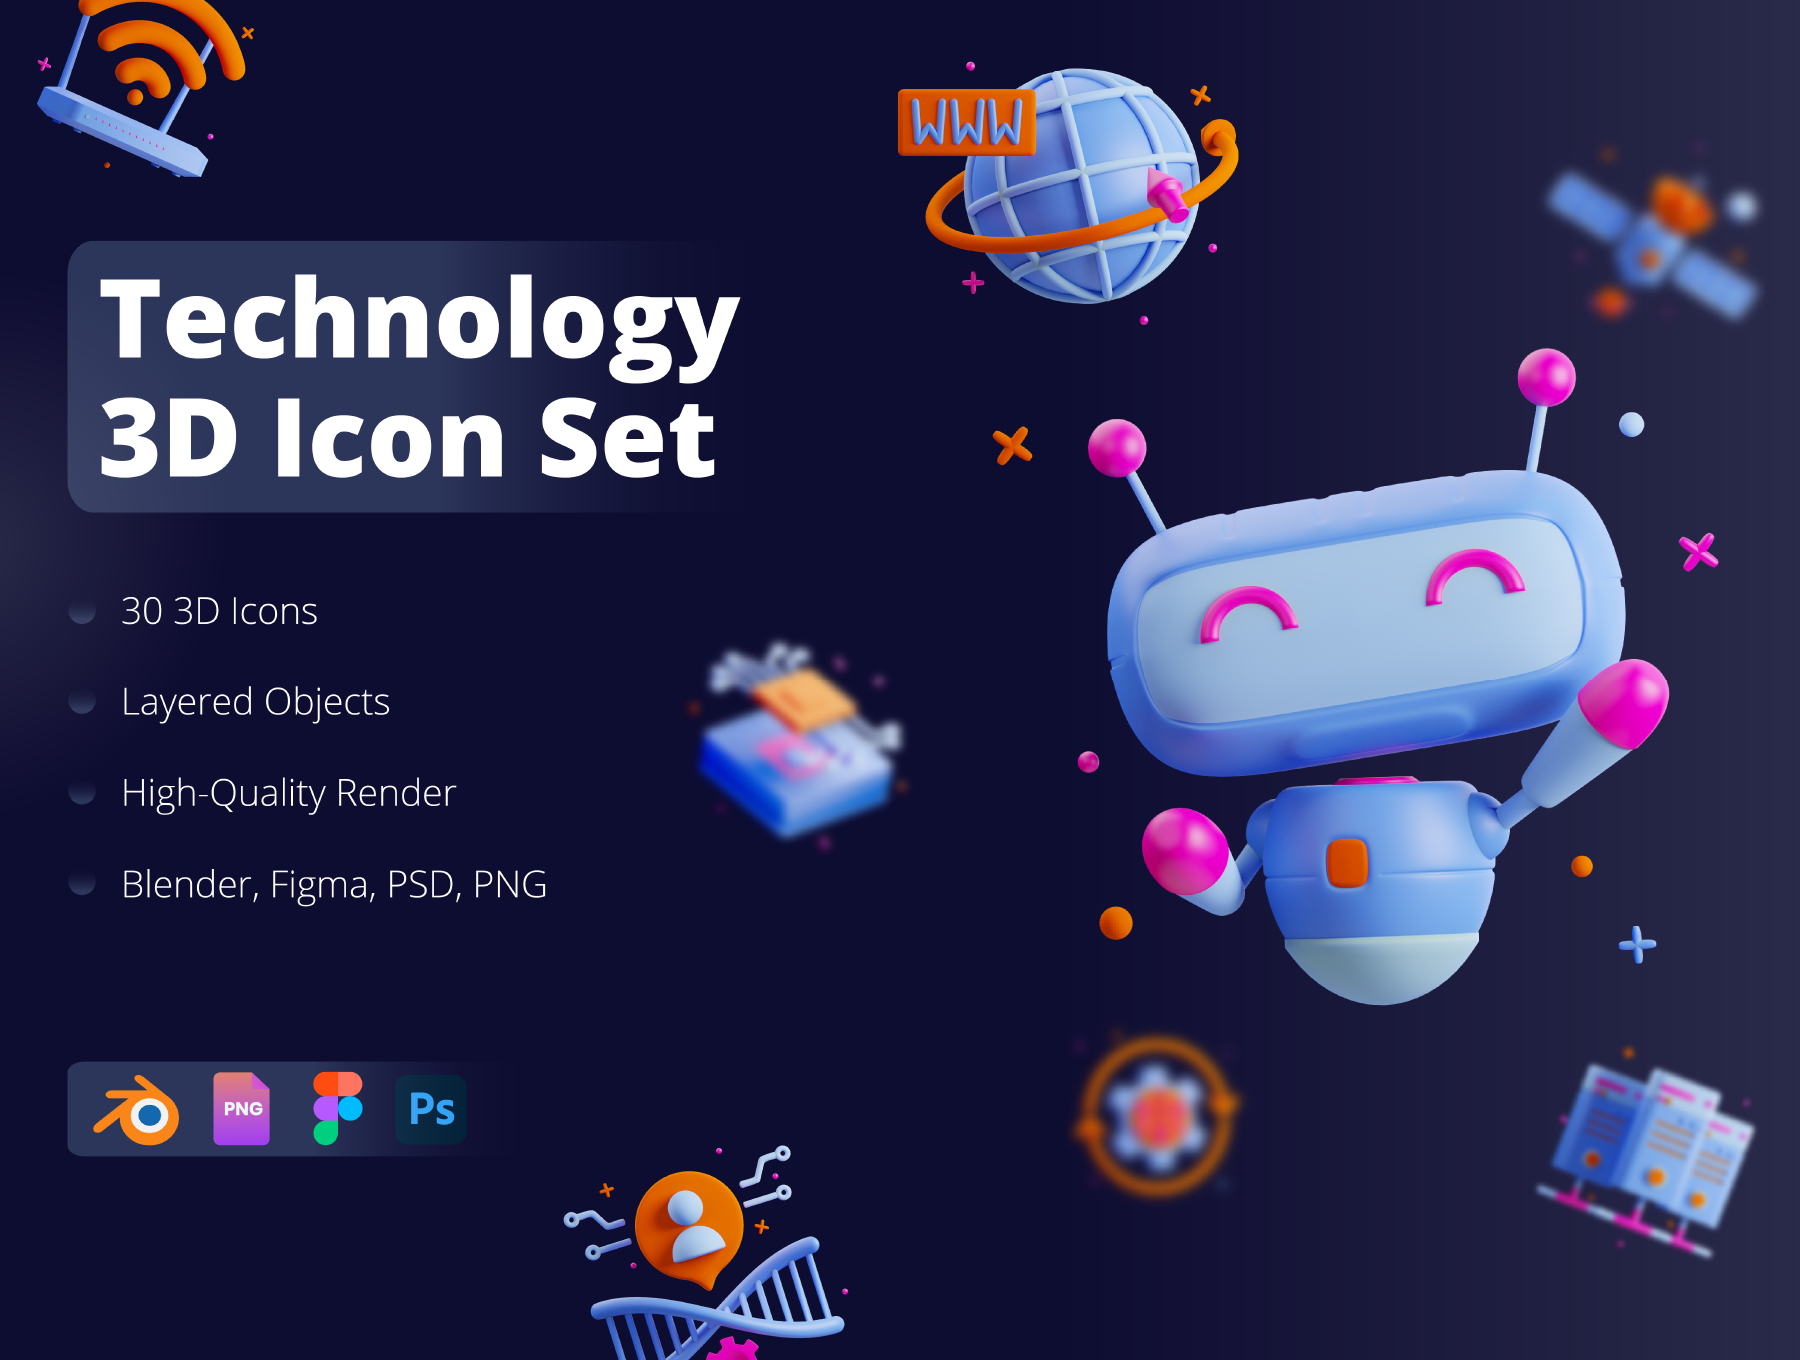 WWW
Technology
3D Icon Set
30 3D Icons
Layered Objects
High-Quality Render
Blender, Figma, PSD, PNG
PNG
Ps